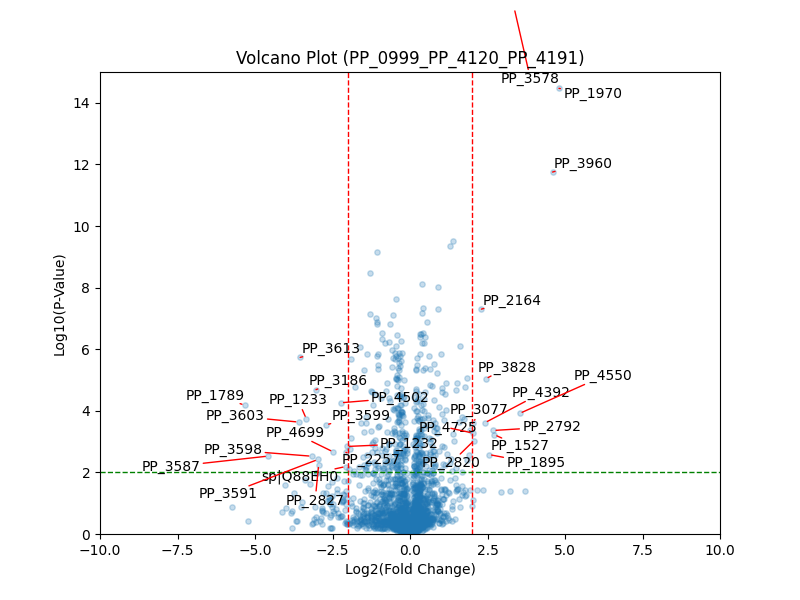 Volcano Plot (PP_0999_PP_4120_PP_4191)
PP_3578
PP_1970
PP_3960
PP_2164
PP_3613
PP_3828
PP_4550
PP_3186
PP_4392
PP_1789
PP_1233
PP_4502
PP_3603
PP_3599
PP_3077
PP_4699
PP_4725
PP_2792
PP_3598
PP_1232
PP_1527
PP_3587
PP_2257
PP_2820
PP_1895
sp|Q88EH0
PP_3591
PP_2827
14
12
10
8
6
4
2
0
−10.0 −7.5 −5.0 −2.5 0.0 2.5 5.0 7.5 10.0
Log2(Fold Change)
Log10(P-Value)